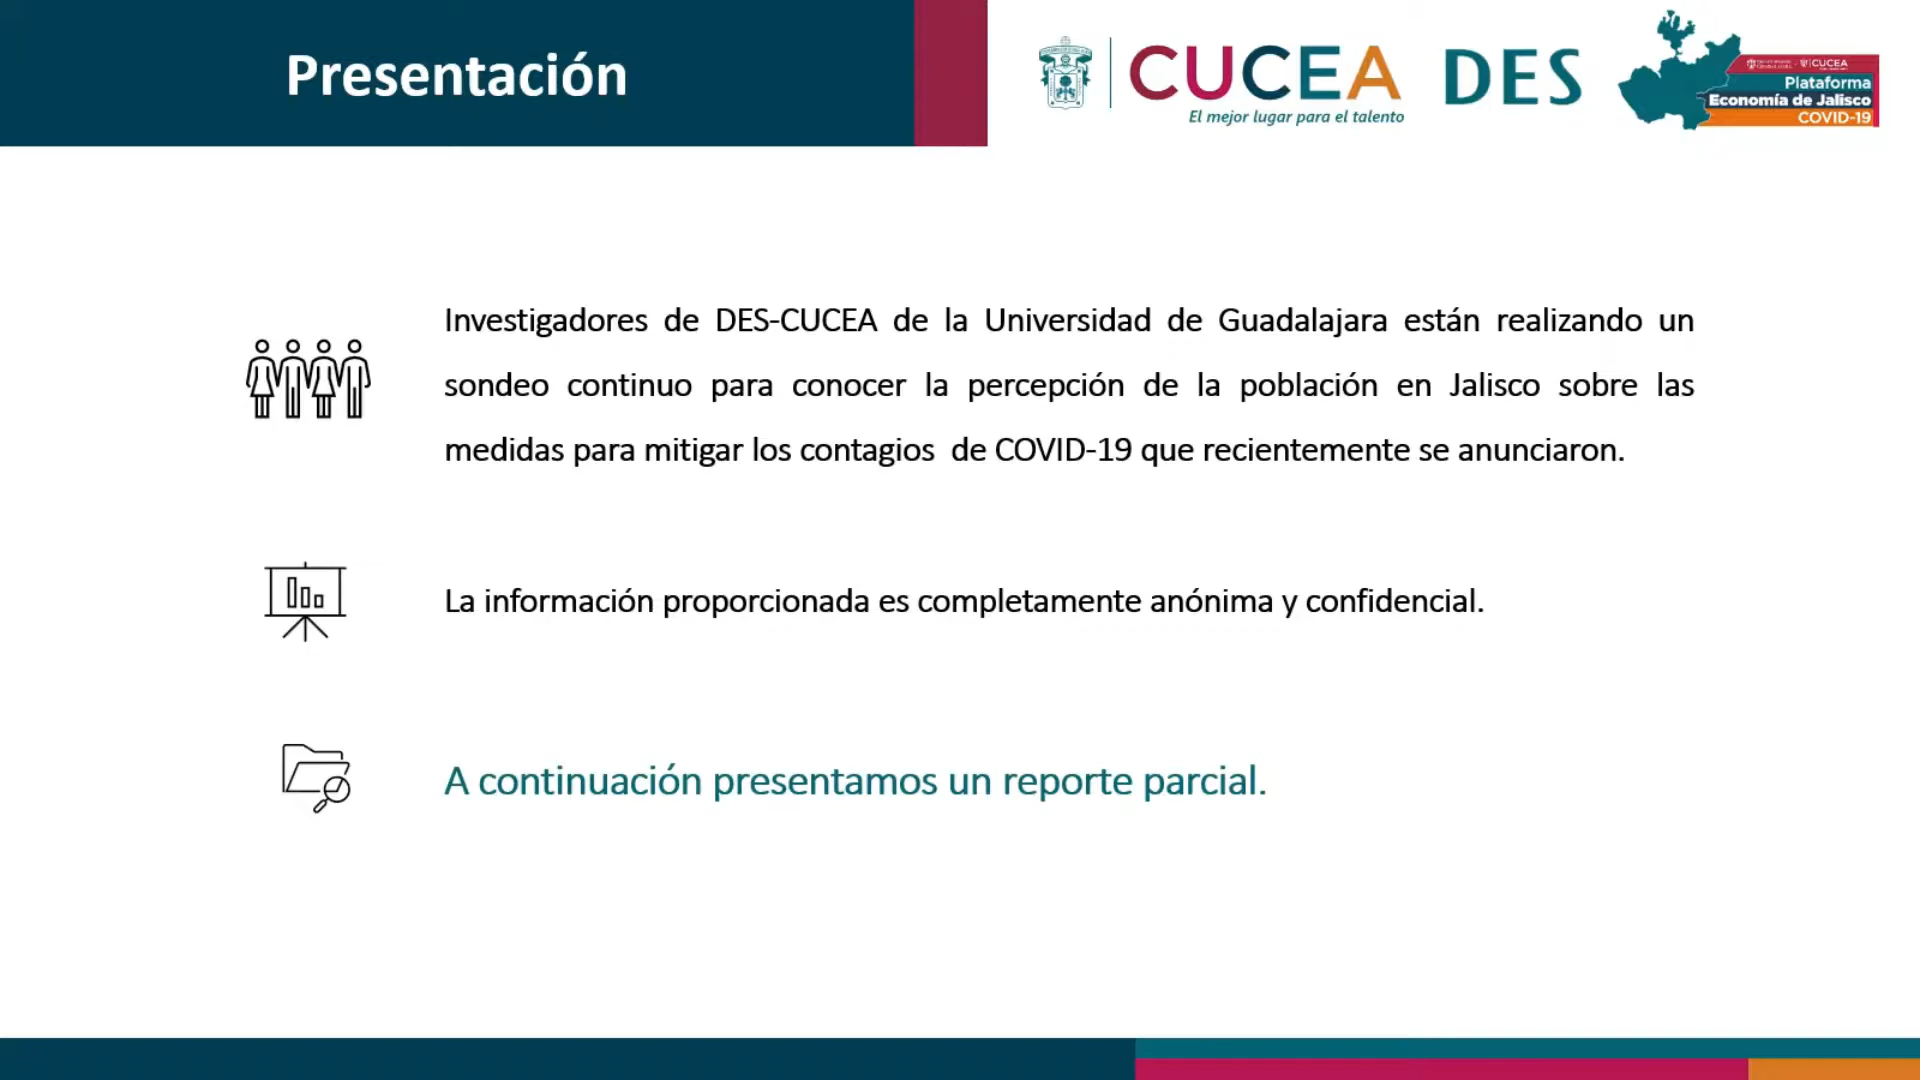 Presentación
CUCEA
El mejor lugar para el talento
DES
CUCEA
Plataforma
Economía de Jalisco
COVID-19
Investigadores de DES-CUCEA de la Universidad de Guadalajara están realizando un
sondeo continuo para conocer la percepción de la población en Jalisco sobre las
medidas para mitigar los contagios de COVID-19 que recientemente se anunciaron.
La información proporcionada es completamente anónima y confidencial.
A continuación presentamos un reporte parcial.